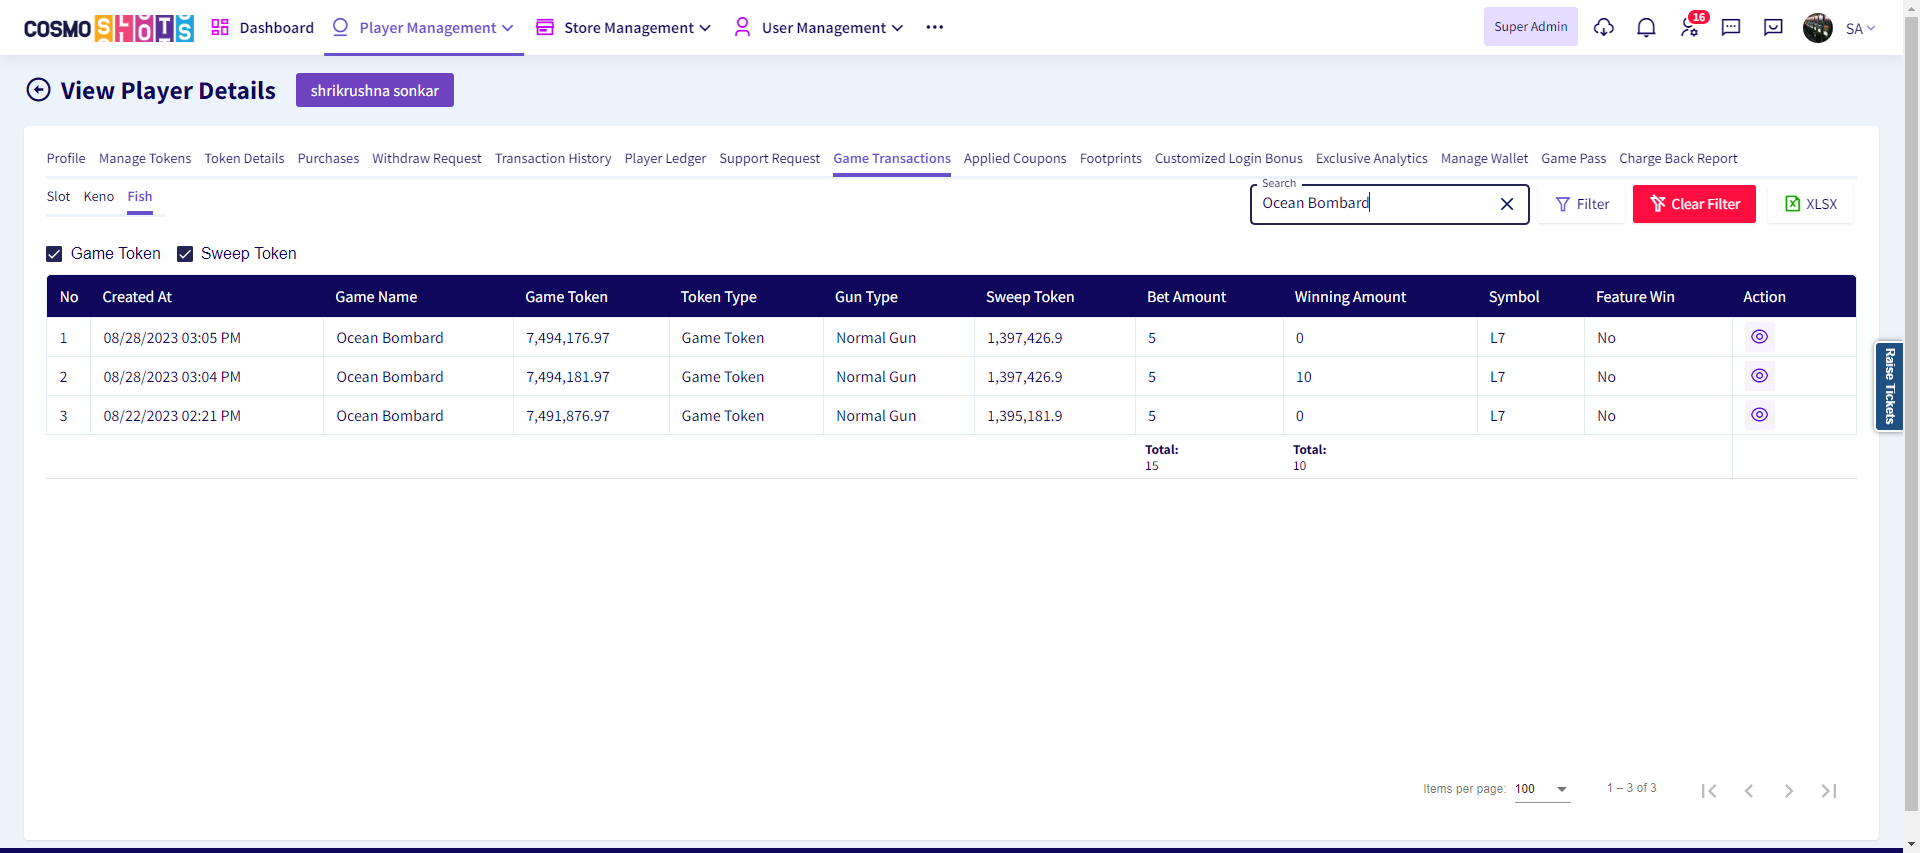 COSMO SHOTS Dashboard Player Management Store Management User Management ... Super Admin 16 SA
View Player Details shrikrushna sonkar
Profile Manage Tokens Token Details Purchases Withdraw Request Transaction History Player Ledger Support Request Game Transactions Applied Coupons Footprints Customized Login Bonus Exclusive Analytics Manage Wallet Game Pass Charge Back Report
Slot Keno Fish
Search
Ocean Bombard Filter Clear Filter XLSX
Game Token Sweep Token
No Created At Game Name Game Token Token Type Gun Type Sweep Token Bet Amount Winning Amount Symbol Feature Win Action
1 08/28/2023 03:05 PM Ocean Bombard 7,494,176.97 Game Token Normal Gun 1,397,426.9 5 0 L7 No
2 08/28/2023 03:04 PM Ocean Bombard 7,494,181.97 Game Token Normal Gun 1,397,426.9 5 10 L7 No
3 08/22/2023 02:21 PM Ocean Bombard 7,491,876.97 Game Token Normal Gun 1,395,181.9 5 0 L7 No
Total: Total:
15 10
Raise Tickets
Items per page: 100 1 – 3 of 3